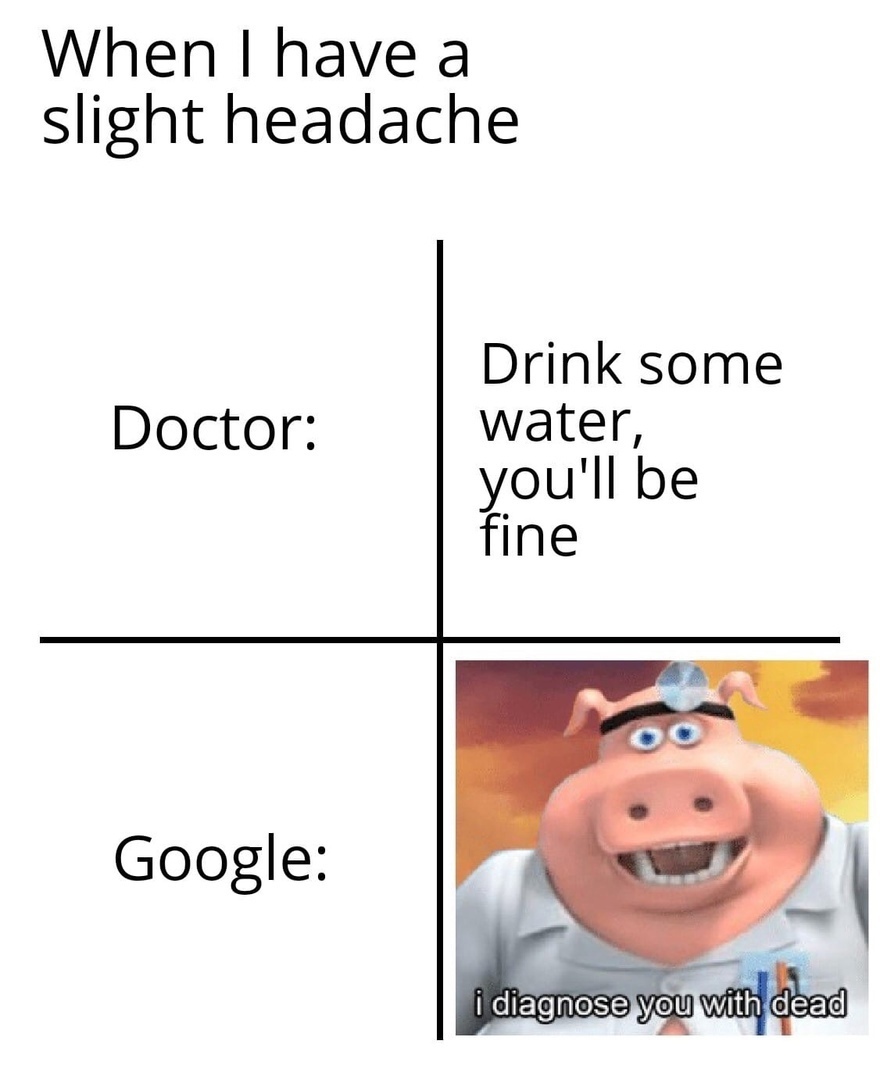 When I have a
slight headache
Doctor:
Drink some
water,
you'll be
fine
Google:
i diagnose you with dead